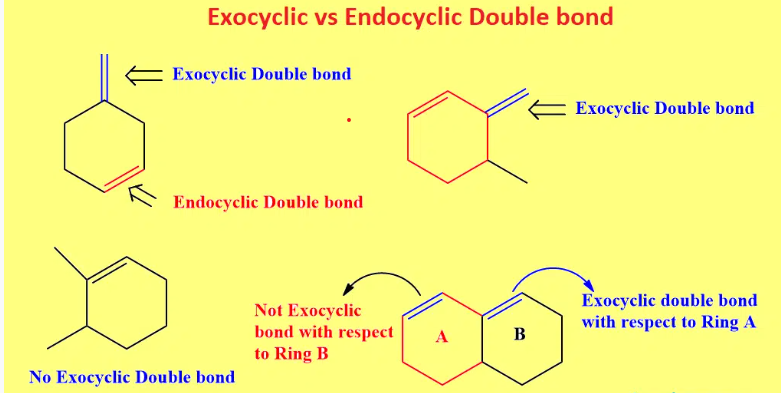 Exocyclic vs Endocyclic Double bond
Exocyclic Double bond
Exocyclic Double bond
Endocyclic Double bond
No Exocyclic Double bond
Not Exocyclic
bond with respect
to Ring B
A
B
Exocyclic double bond
with respect to Ring A